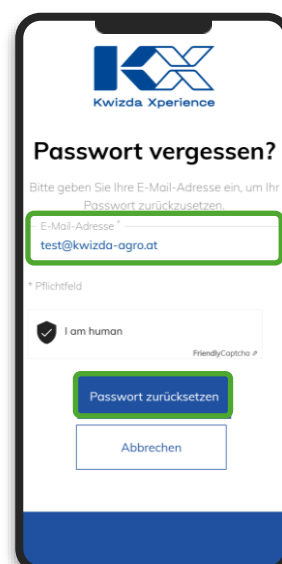 KX
Kwizda Xperience
Passwort vergessen?
Bitte geben Sie Ihre E-Mail-Adresse ein, um Ihr
Passwort zurückzusetzen.
E-Mail-Adresse *
test@kwizda-agro.at
* Pflichtfeld
I am human
FriendlyCaptcha ⇗
Passwort zurücksetzen
Abbrechen